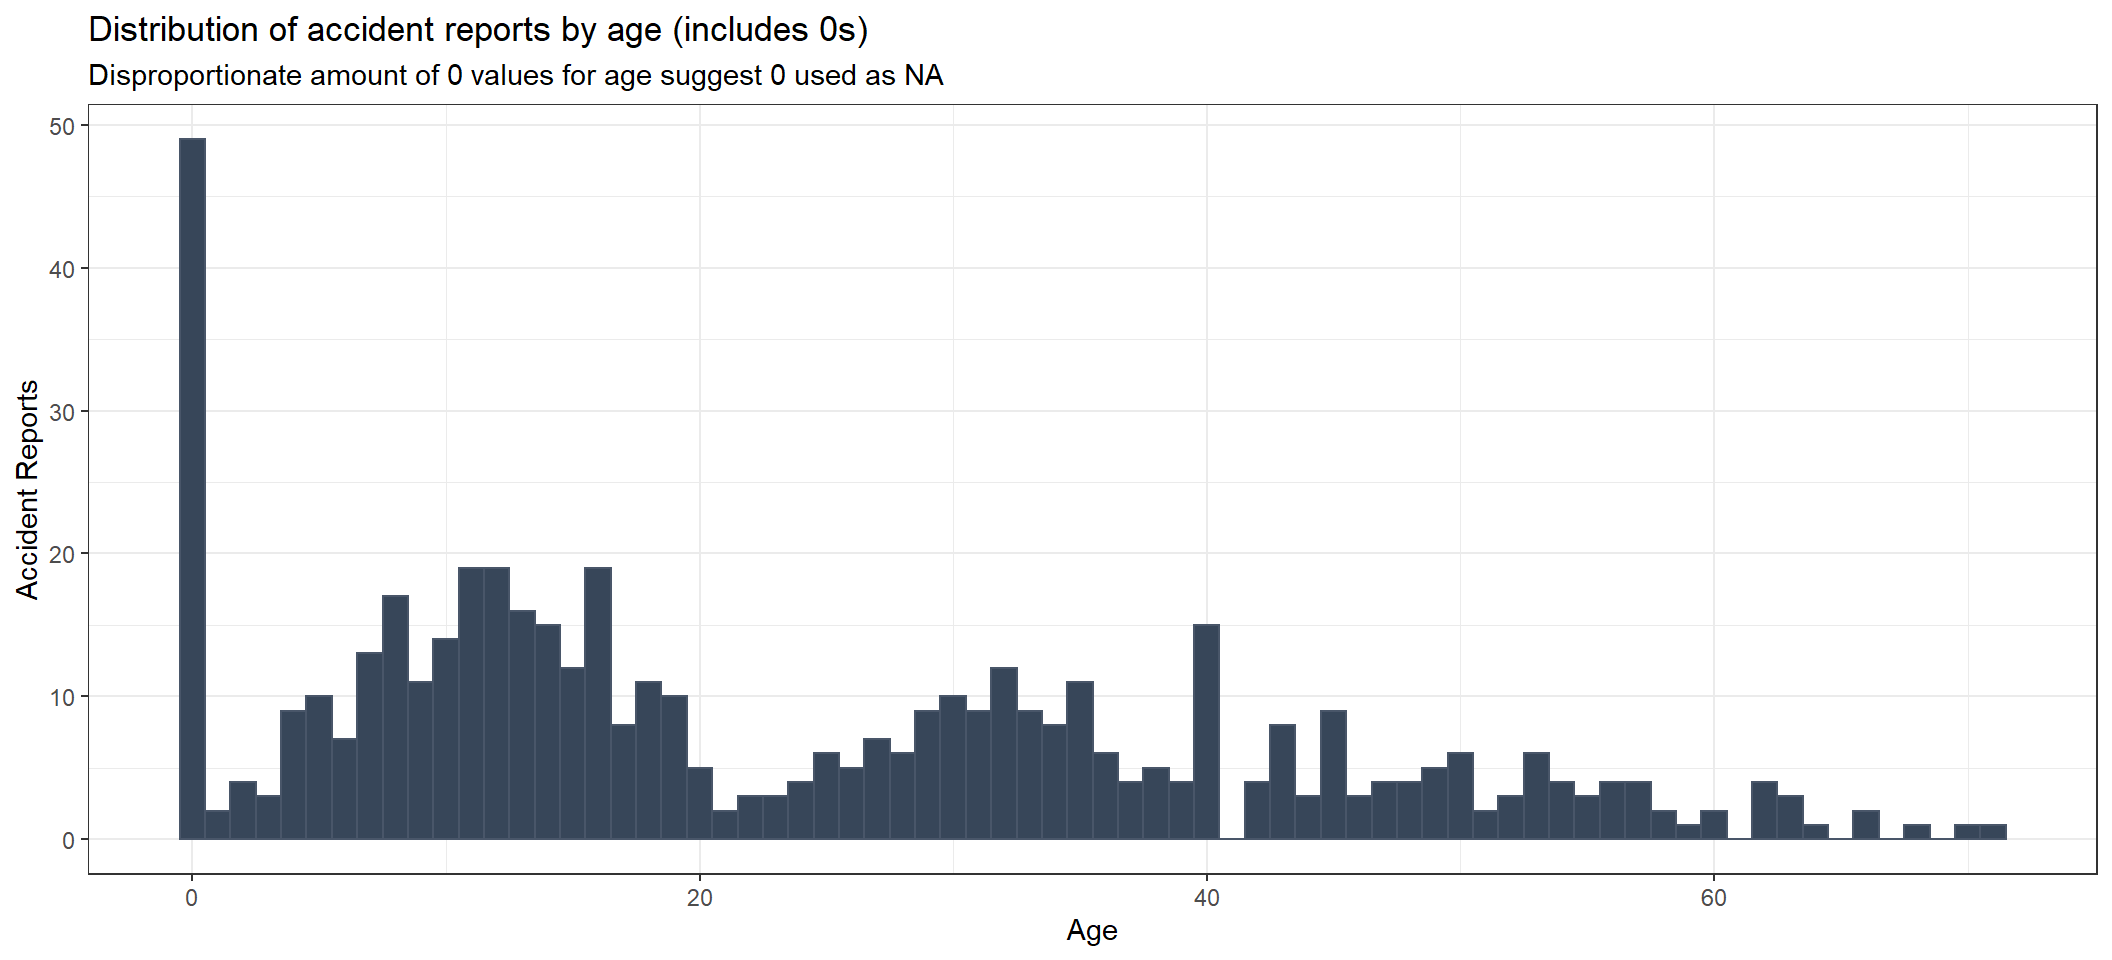 Distribution of accident reports by age (includes 0s)
Disproportionate amount of 0 values for age suggest 0 used as NA
50
40
30
20
10
0
Accident Reports
0 20 40 60
Age